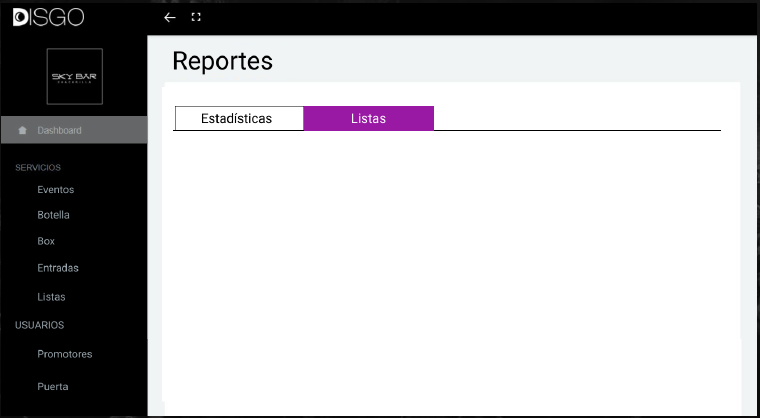 DISGO
SKY BAR
Reportes
Estadísticas
Listas
Dashboard
SERVICIOS
Eventos
Botella
Box
Entradas
Listas
USUARIOS
Promotores
Puerta